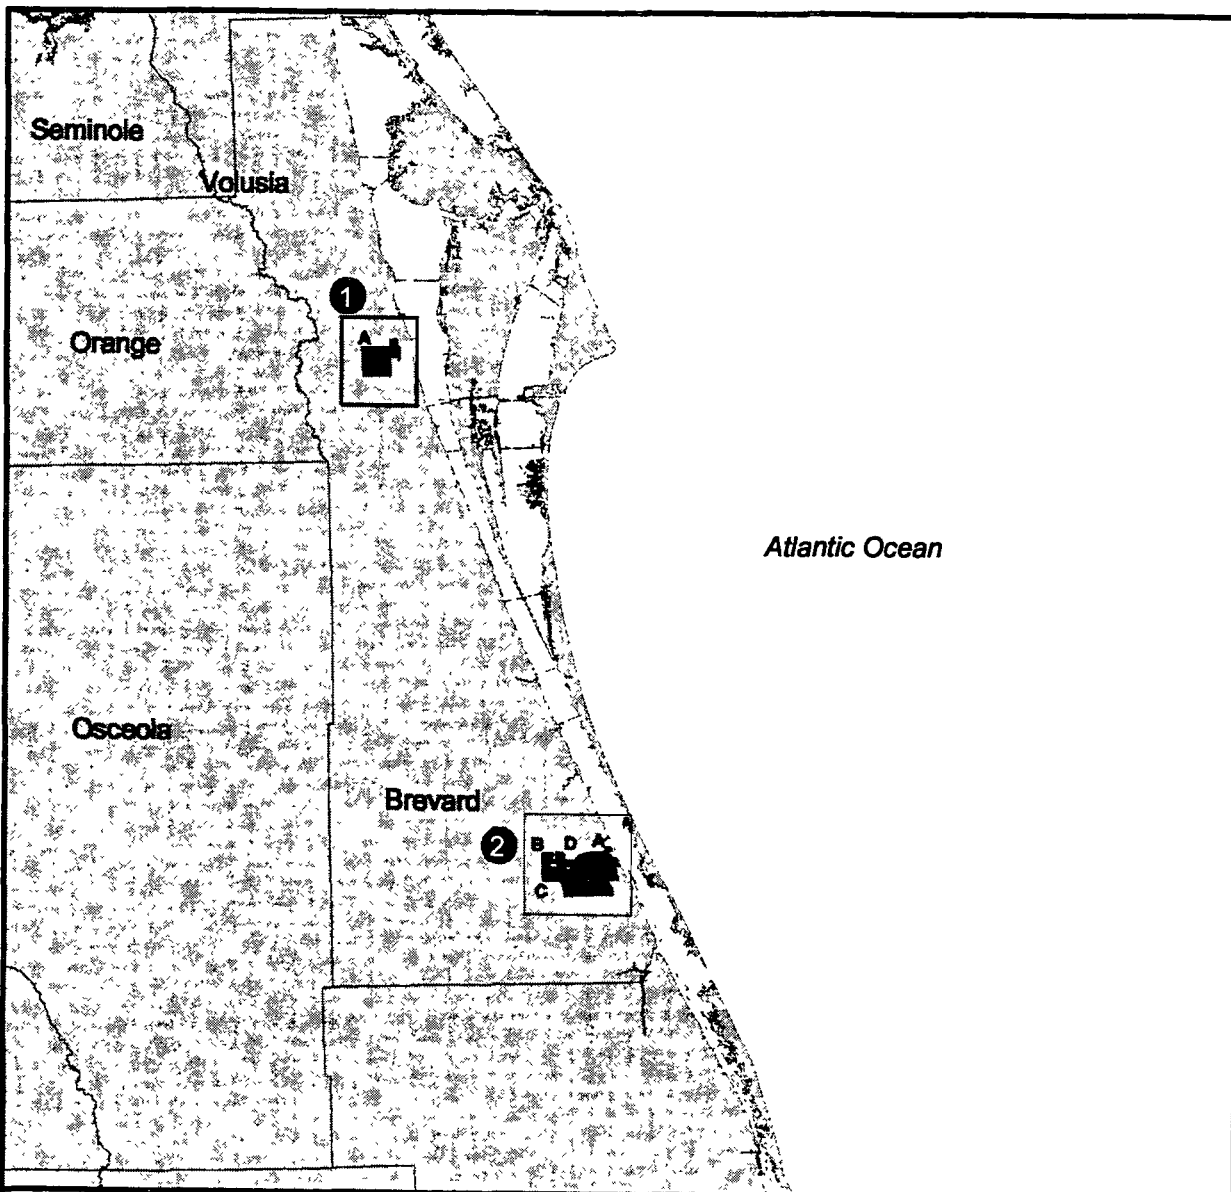 Seminole
Volusia
1
Orange
A
Atlantic Ocean
Osceola
Brevard
2
B D A
C